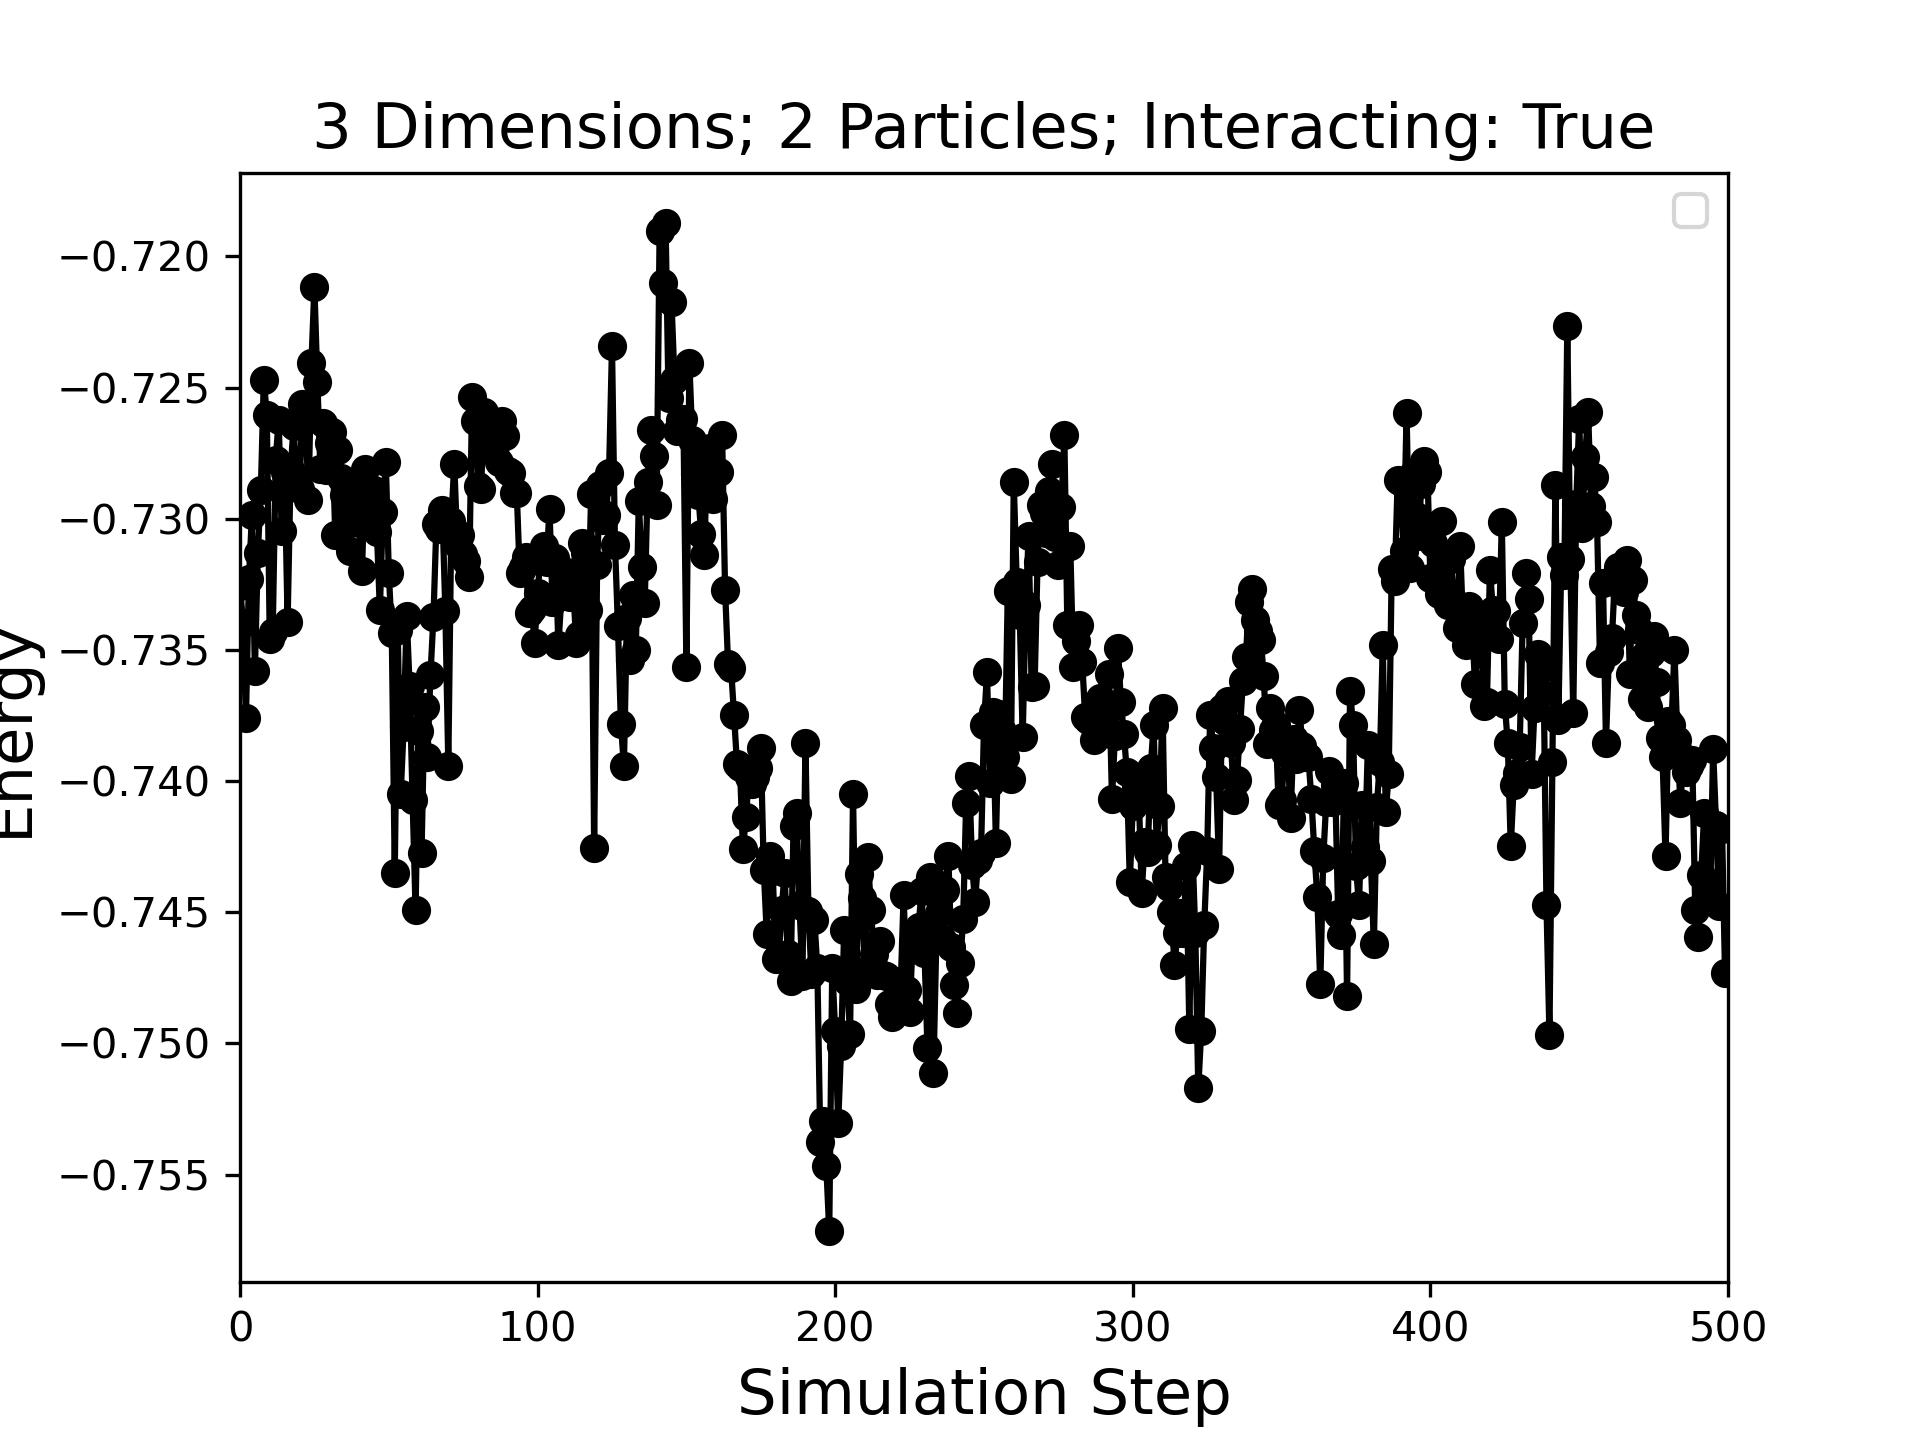 3 Dimensions; 2 Particles; Interacting: True
−0.720
−0.725
−0.730
−0.735
−0.740
−0.745
−0.750
−0.755
Energy
0 100 200 300 400 500
Simulation Step